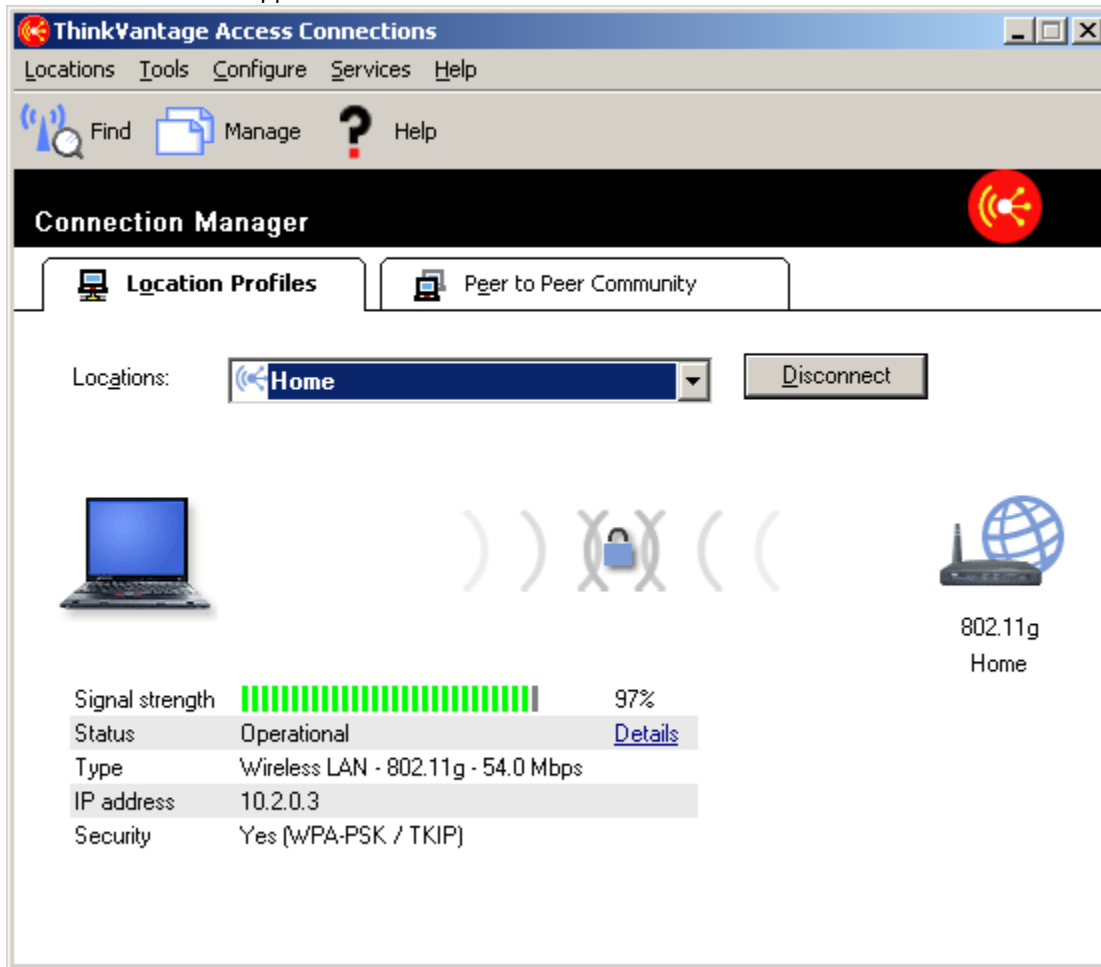 ThinkVantage Access Connections
Locations Tools Configure Services Help
Find Manage Help
Connection Manager
Location Profiles Peer to Peer Community
Locations: Home Disconnect
802.11g
Home
Signal strength 97%
Status Operational Details
Type Wireless LAN - 802.11g - 54.0 Mbps
IP address 10.2.0.3
Security Yes (WPA-PSK / TKIP)